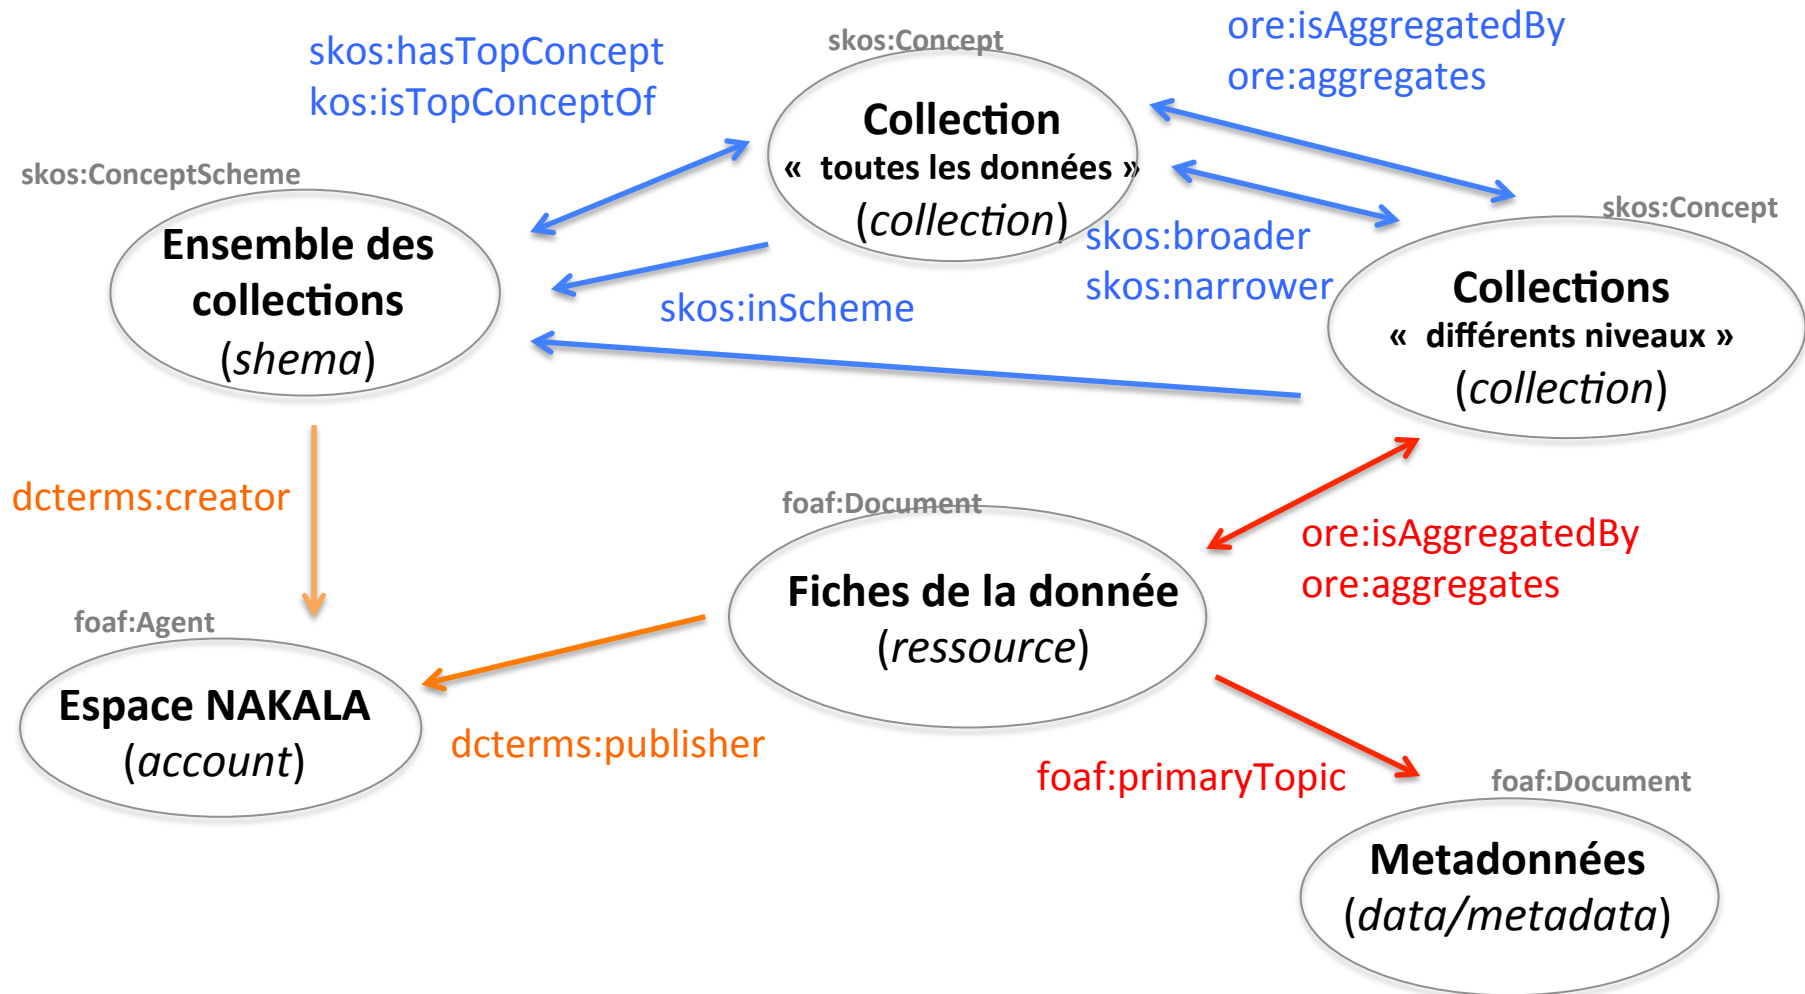 skos:hasTopConcept
kos:isTopConceptOf
skos:Concept
Collection
«  toutes les données »
(collection)
ore:isAggregatedBy
ore:aggregates
skos:ConceptScheme
Ensemble des
collections
(shema)
skos:inScheme
skos:broader
skos:narrower
skos:Concept
Collections
«  différents niveaux »
(collection)
dcterms:creator
foaf:Document
Fiches de la donnée
(ressource)
ore:isAggregatedBy
ore:aggregates
foaf:Agent
Espace NAKALA
(account)
dcterms:publisher
foaf:primaryTopic
foaf:Document
Metadonnées
(data/metadata)